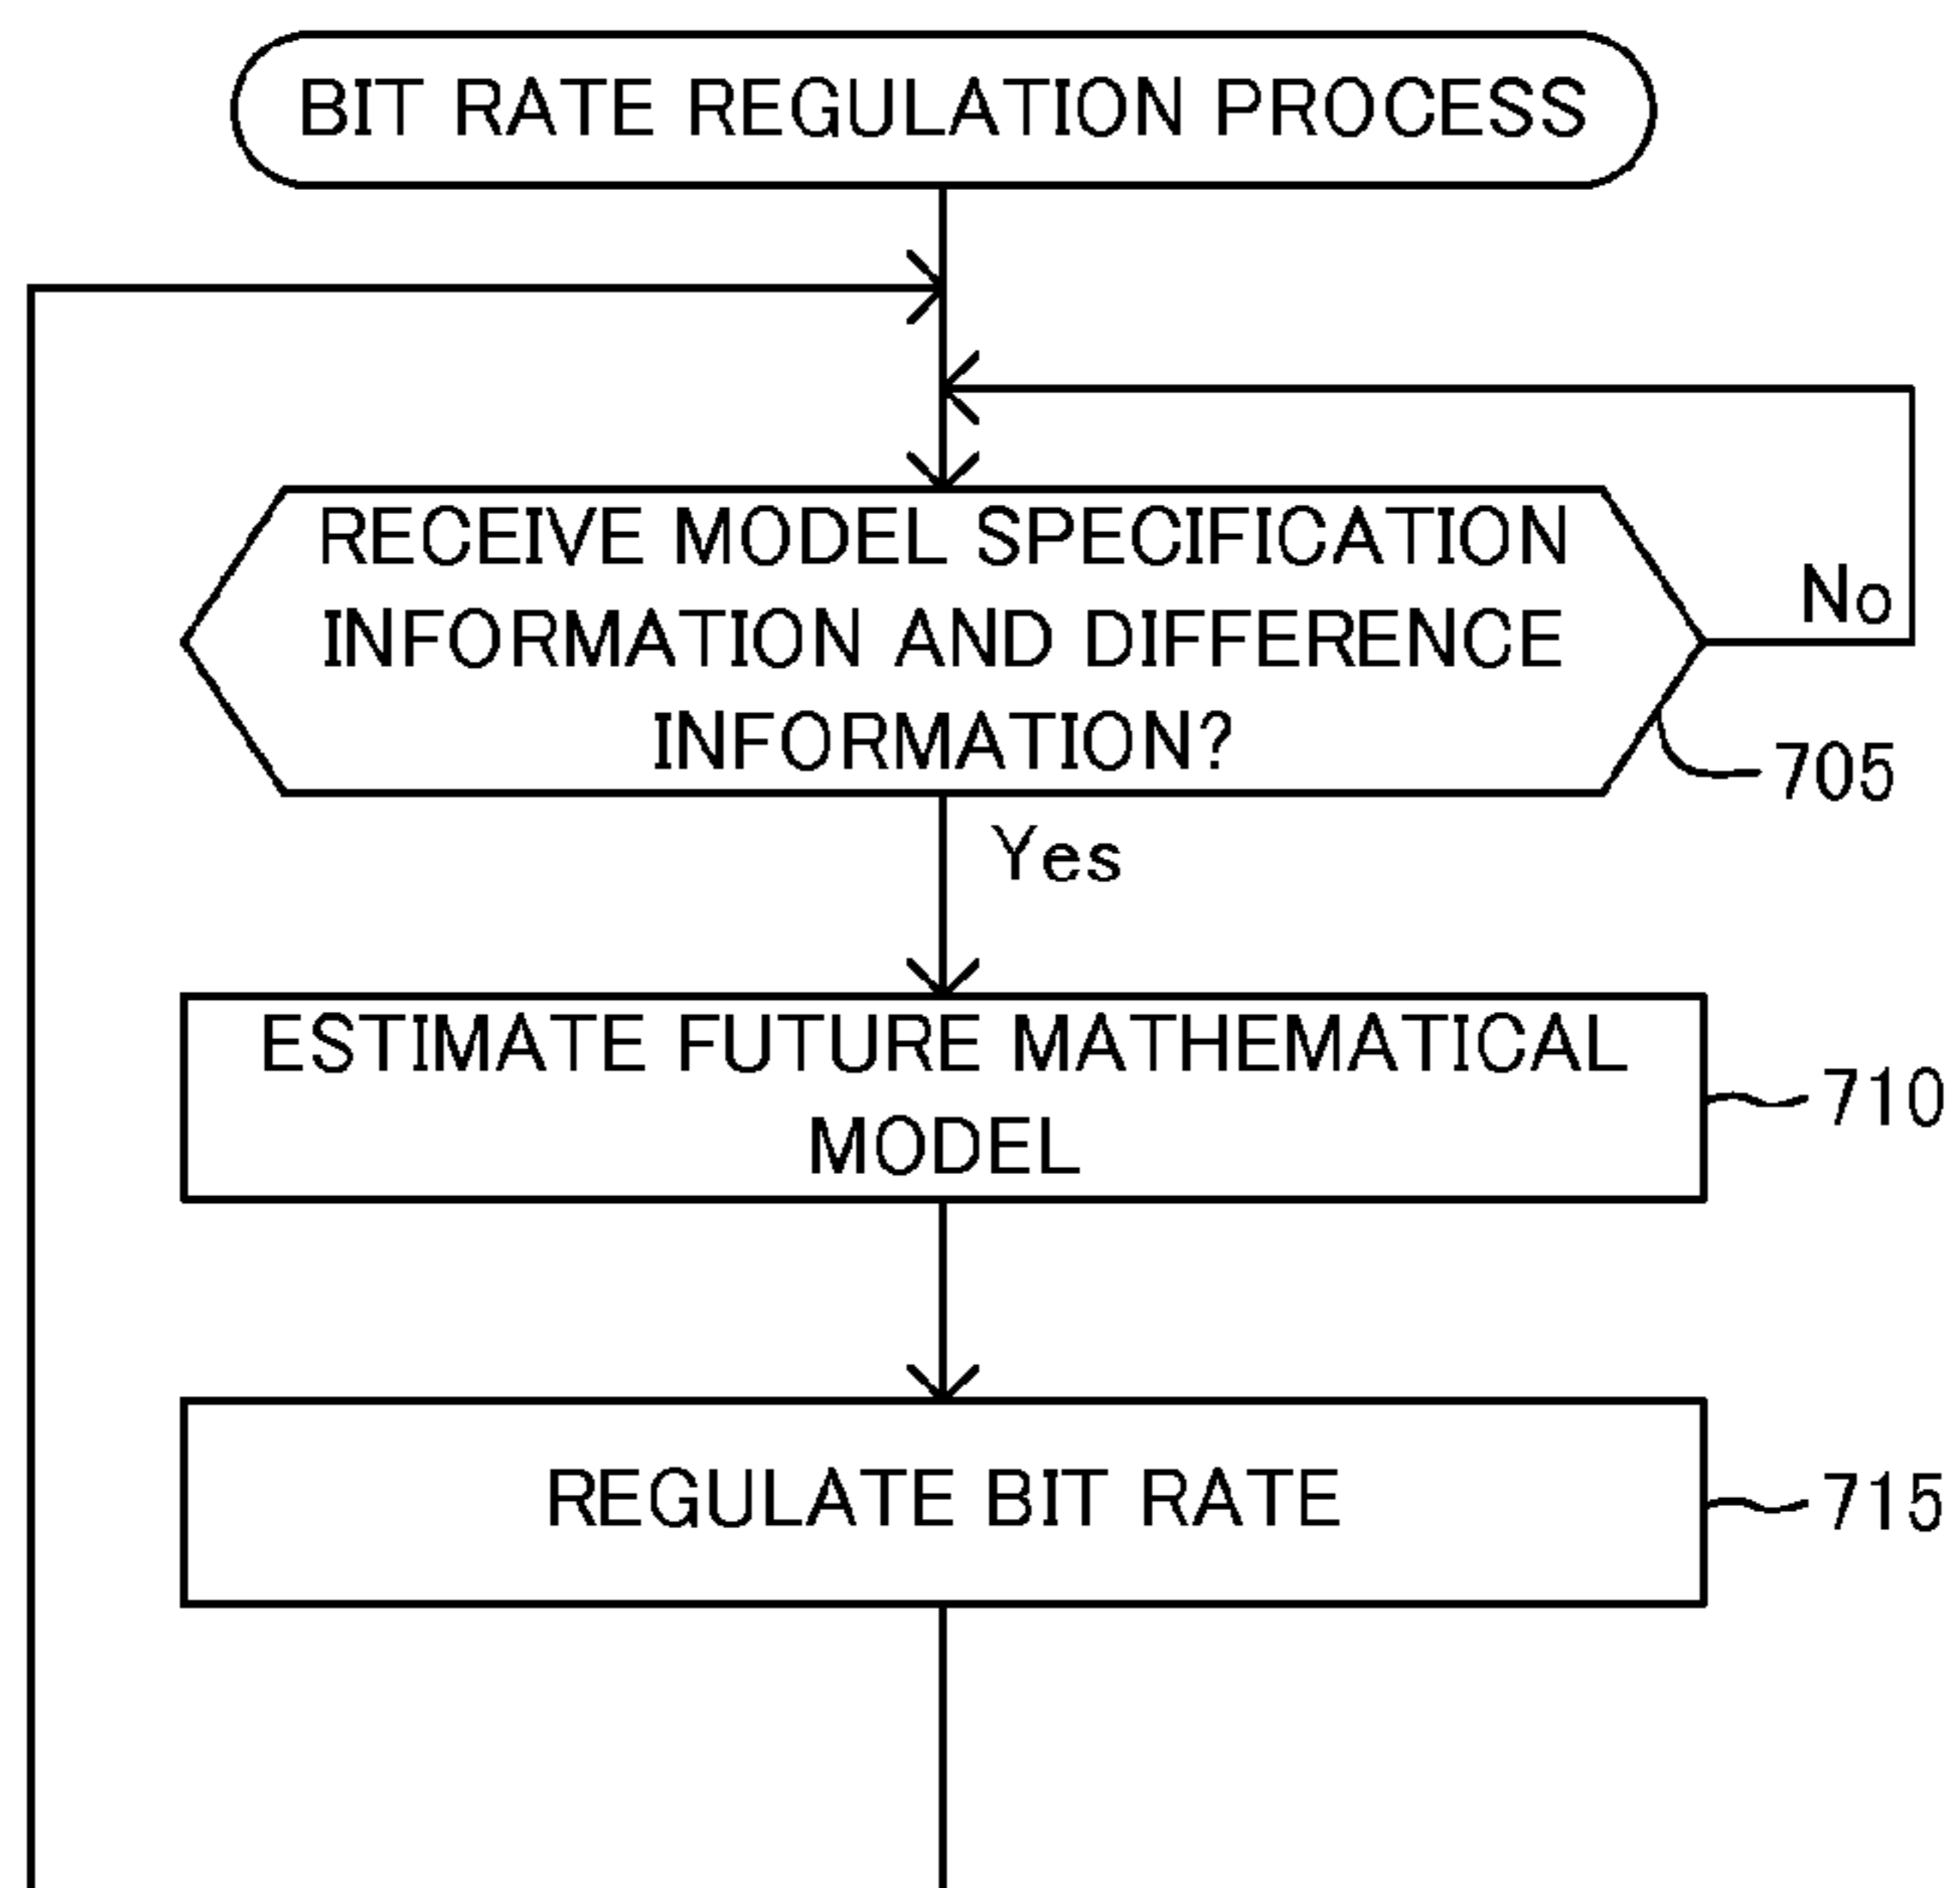 BIT RATE REGULATION PROCESS
RECEIVE MODEL SPECIFICATION
INFORMATION AND DIFFERENCE
INFORMATION?
No
705
Yes
ESTIMATE FUTURE MATHEMATICAL
MODEL
710
REGULATE BIT RATE
715